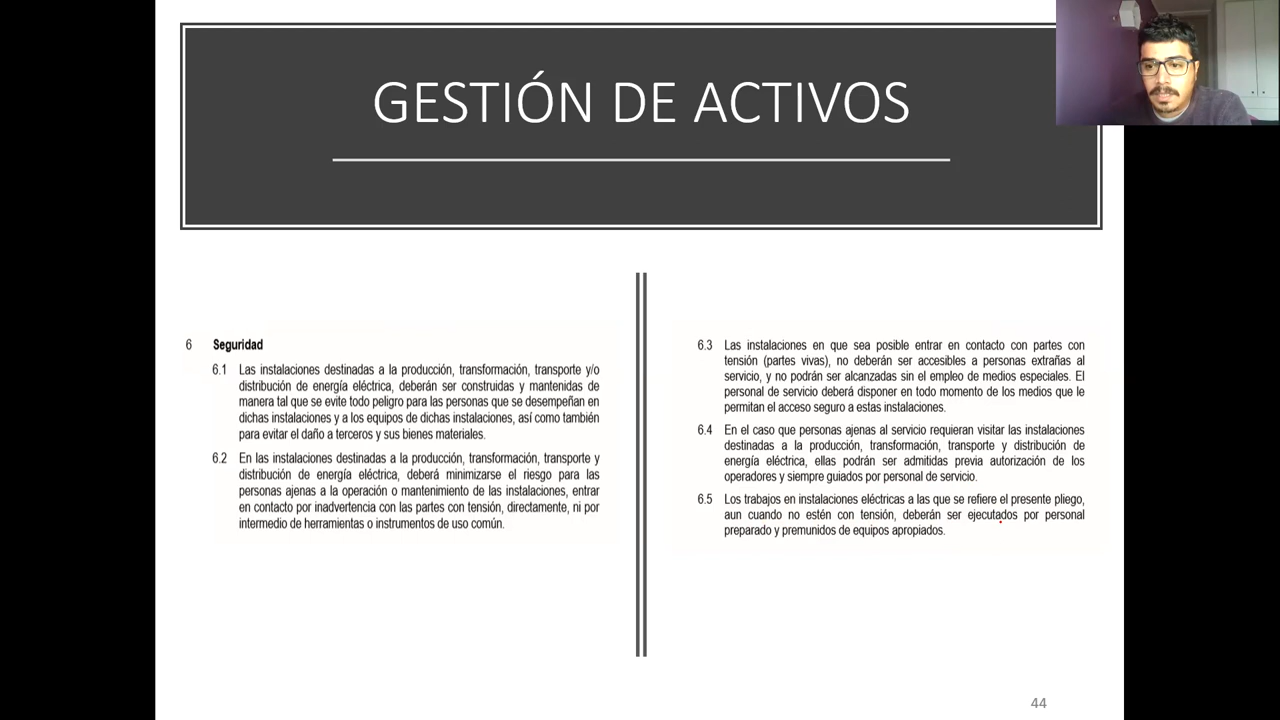 GESTIÓN DE ACTIVOS
6 Seguridad
6.1 Las instalaciones destinadas a la producción, transformación, transporte y/o
distribución de energía eléctrica, deberán ser construidas y mantenidas de
manera tal que se evite todo peligro para las personas que se desempeñan en
dichas instalaciones y a los equipos de dichas instalaciones, así como también
para evitar el daño a terceros y sus bienes materiales.
6.2 En las instalaciones destinadas a la producción, transformación, transporte y
distribución de energía eléctrica, deberá minimizarse el riesgo para las
personas ajenas a la operación o mantenimiento de las instalaciones, entrar
en contacto por inadvertencia con las partes con tensión, directamente, ni por
intermedio de herramientas o instrumentos de uso común.
6.3 Las instalaciones en que sea posible entrar en contacto con partes con
tensión (partes vivas), no deberán ser accesibles a personas extrañas al
servicio, y no podrán ser alcanzadas sin el empleo de medios especiales. El
personal de servicio deberá disponer en todo momento de los medios que le
permitan el acceso seguro a estas instalaciones.
6.4 En el caso que personas ajenas al servicio requieran visitar las instalaciones
destinadas a la producción, transformación, transporte y distribución de
energía eléctrica, ellas podrán ser admitidas previa autorización de los
operadores y siempre guiados por personal de servicio.
6.5 Los trabajos en instalaciones eléctricas a las que se refiere el presente pliego,
aun cuando no estén con tensión, deberán ser ejecutados por personal
preparado y premunidos de equipos apropiados.
44